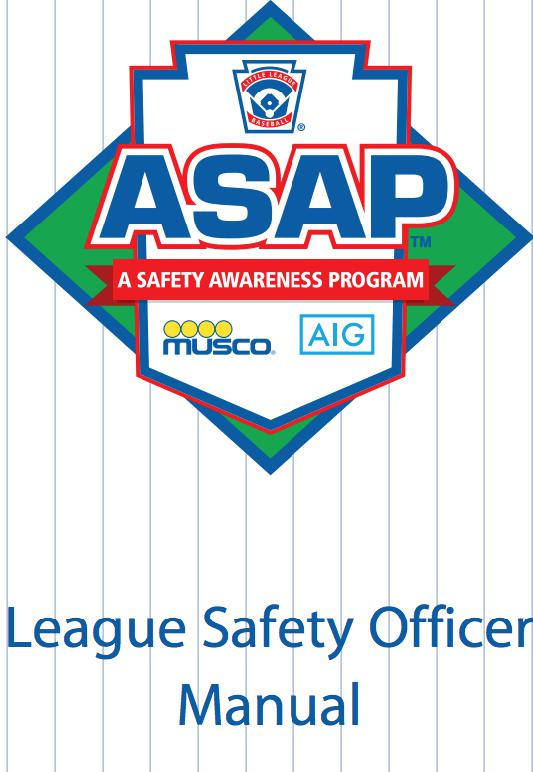 LITTLE LEAGUE
BASEBALL
®
ASAP
TM
A SAFETY AWARENESS PROGRAM
musco®
AIG
League Safety Officer
Manual